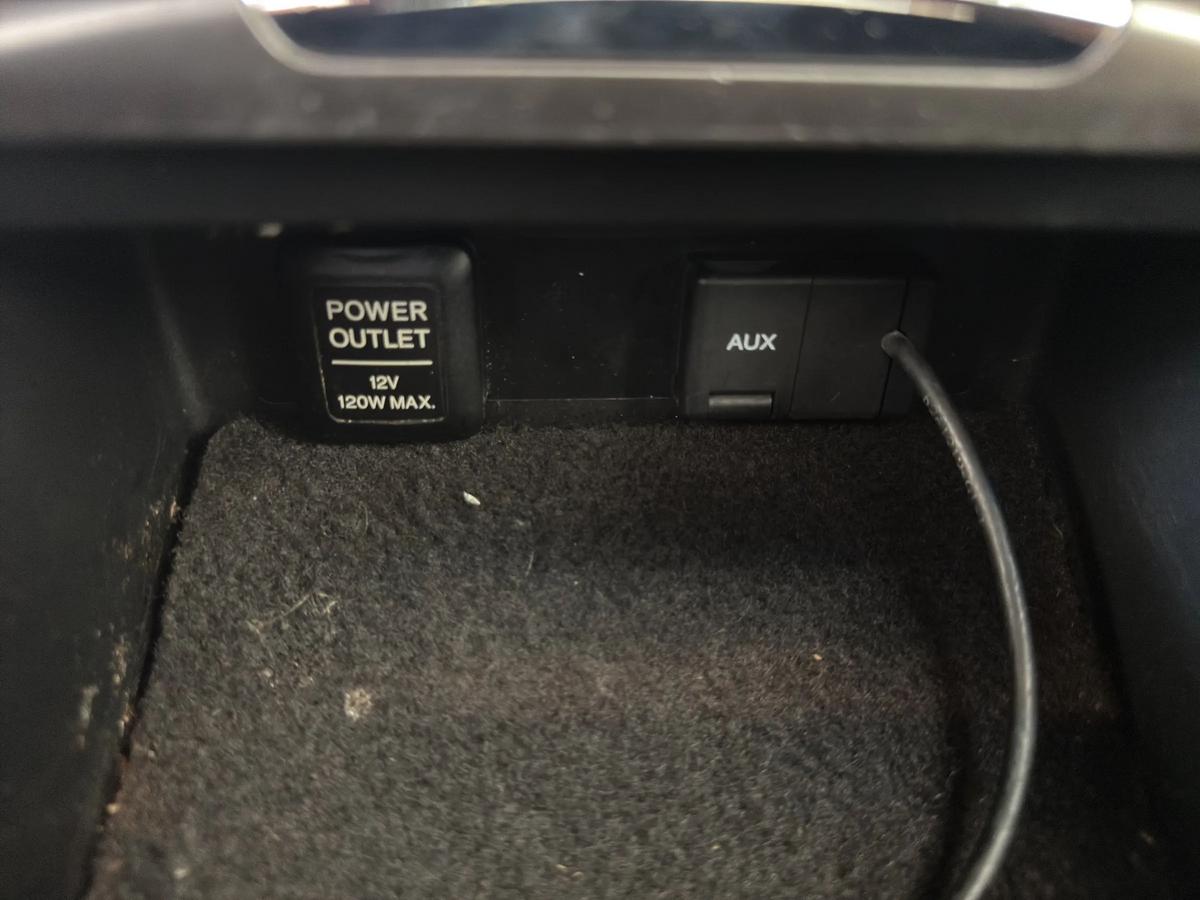 POWER
OUTLET
12V
120W MAX.
AUX